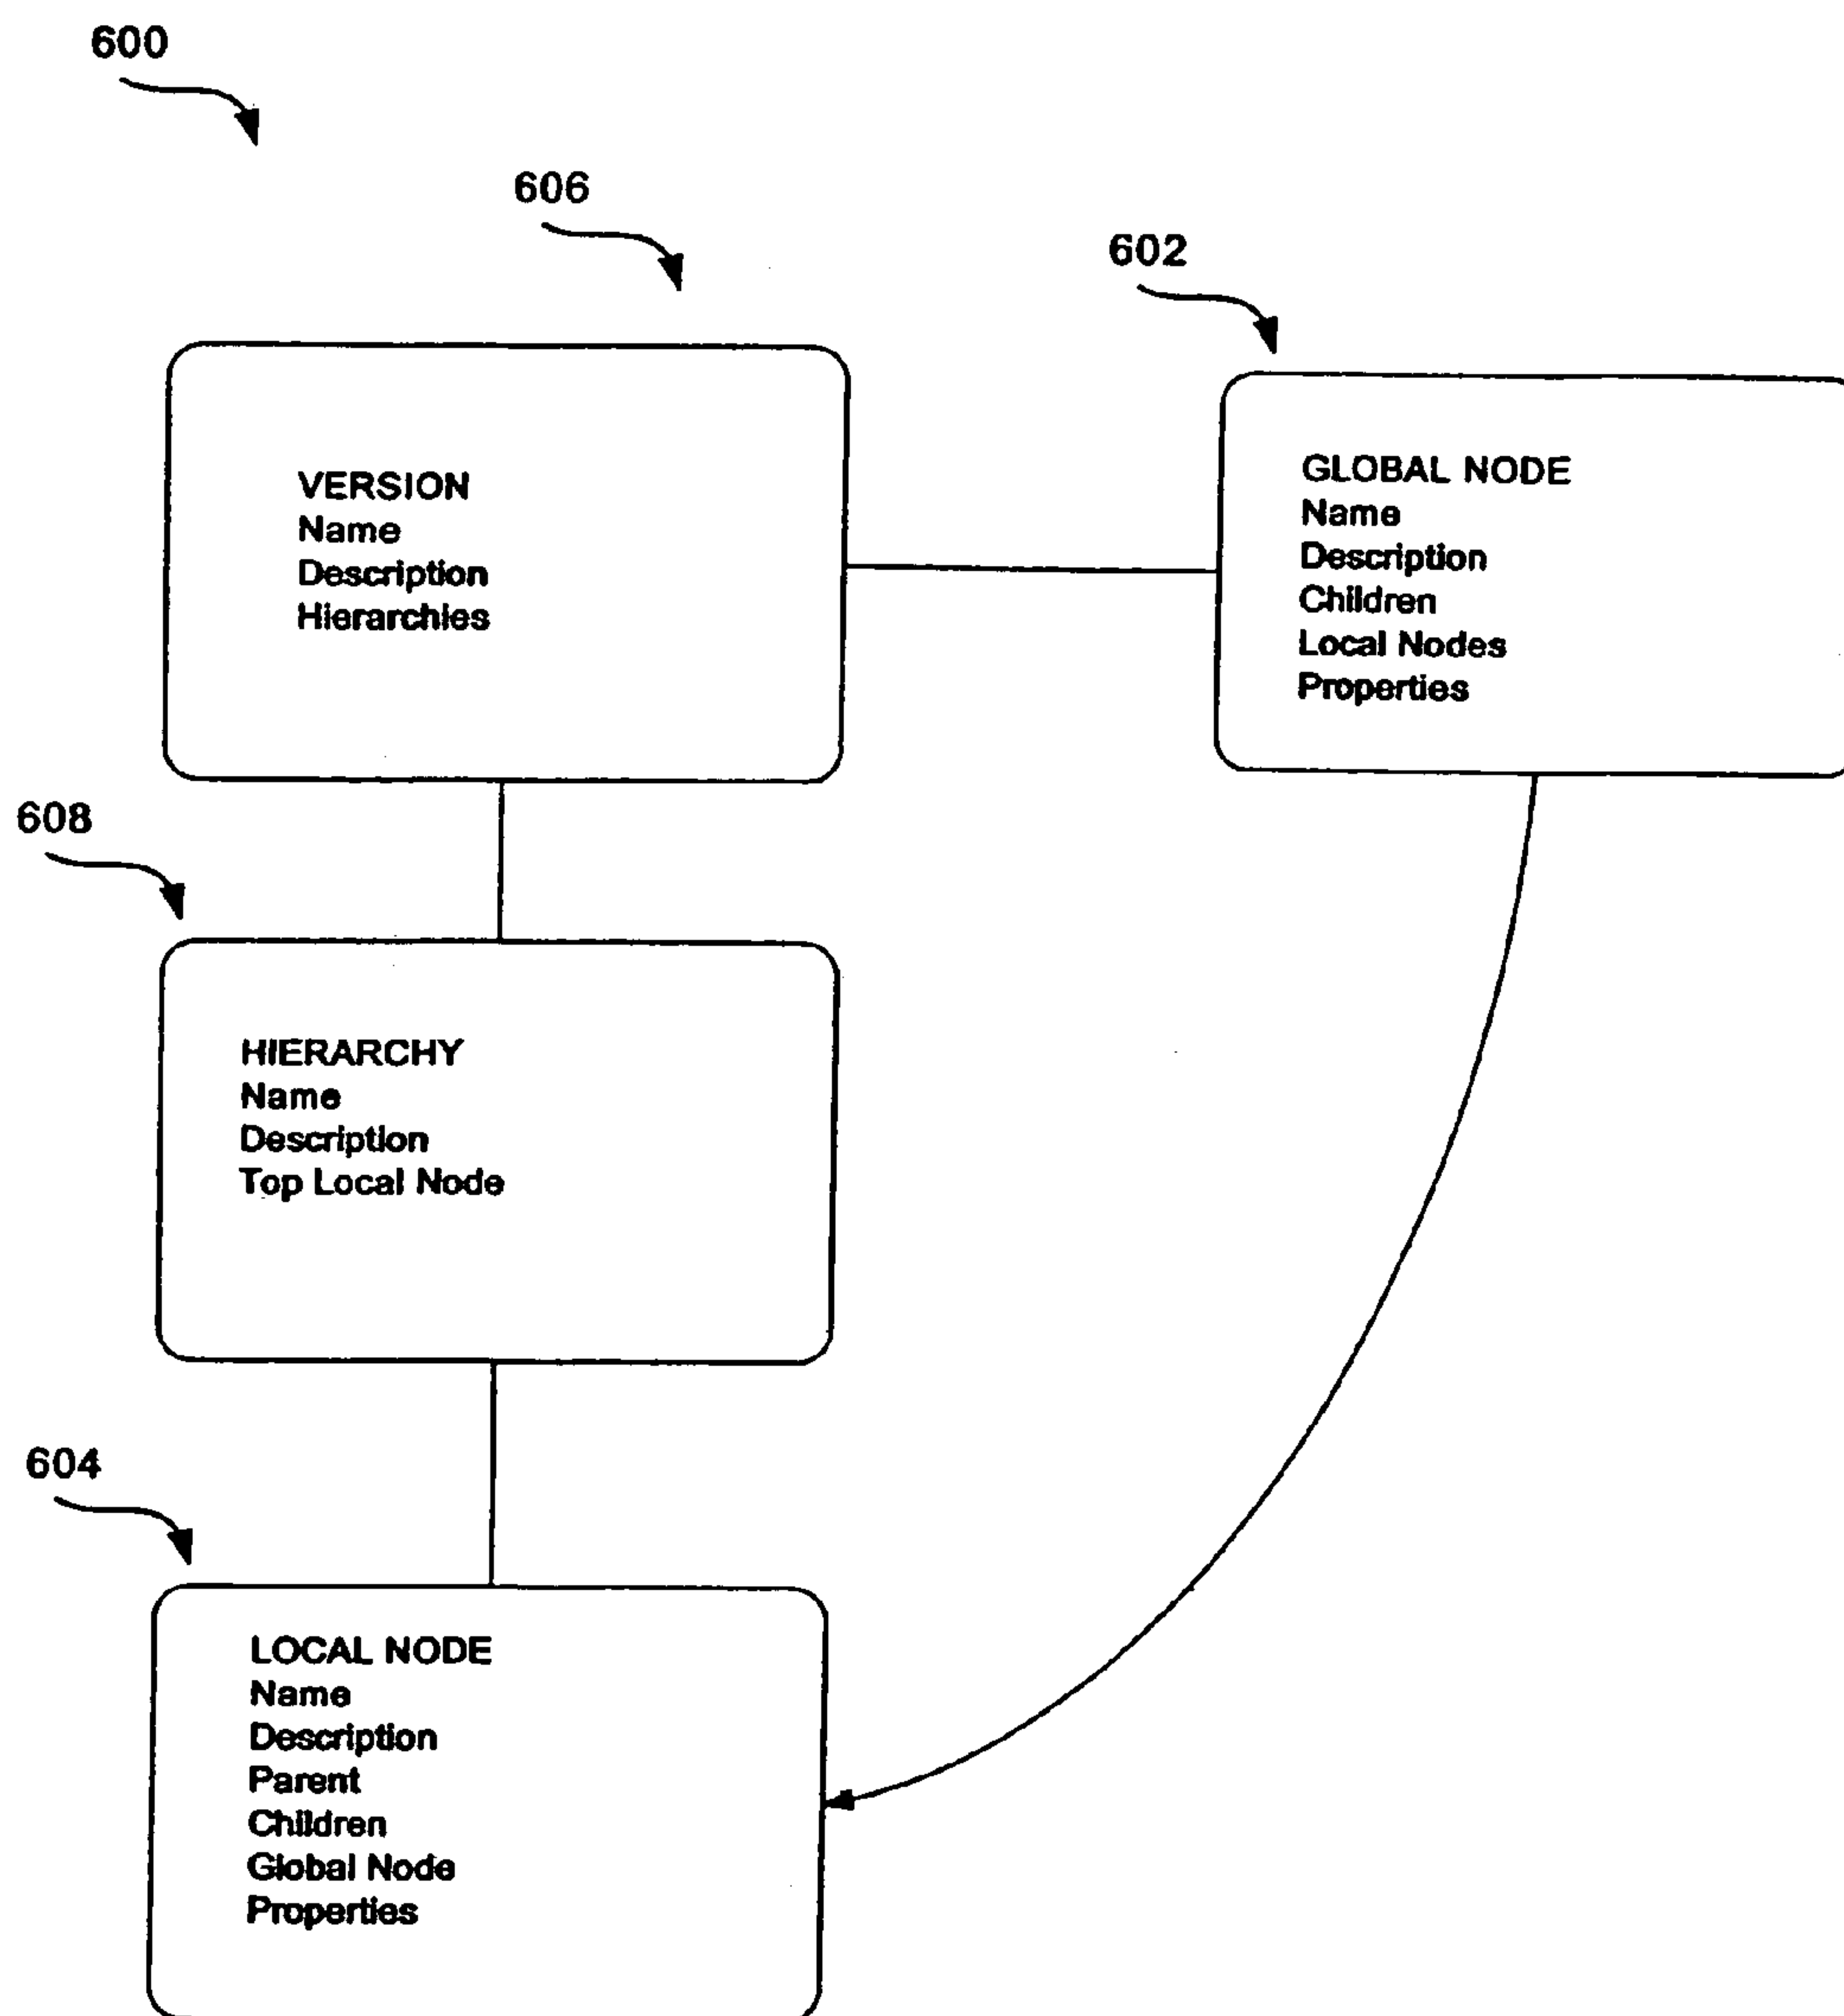 600
606
602
VERSION
Name
Description
Hierarchies
GLOBAL NODE
Name
Description
Children
Local Nodes
Properties
608
HIERARCHY
Name
Description
Top Local Node
604
LOCAL NODE
Name
Description
Parent
Children
Global Node
Properties